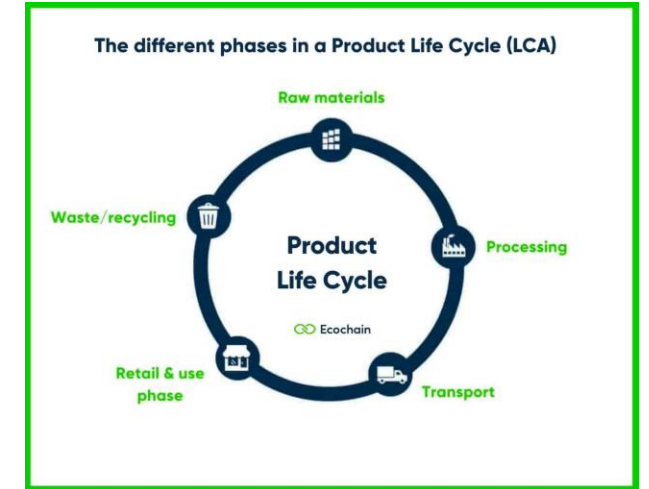 The different phases in a Product Life Cycle (LCA)
Raw materials
Waste/recycling
Processing
Product
Life Cycle
Ecochain
Retail & use
phase
Transport